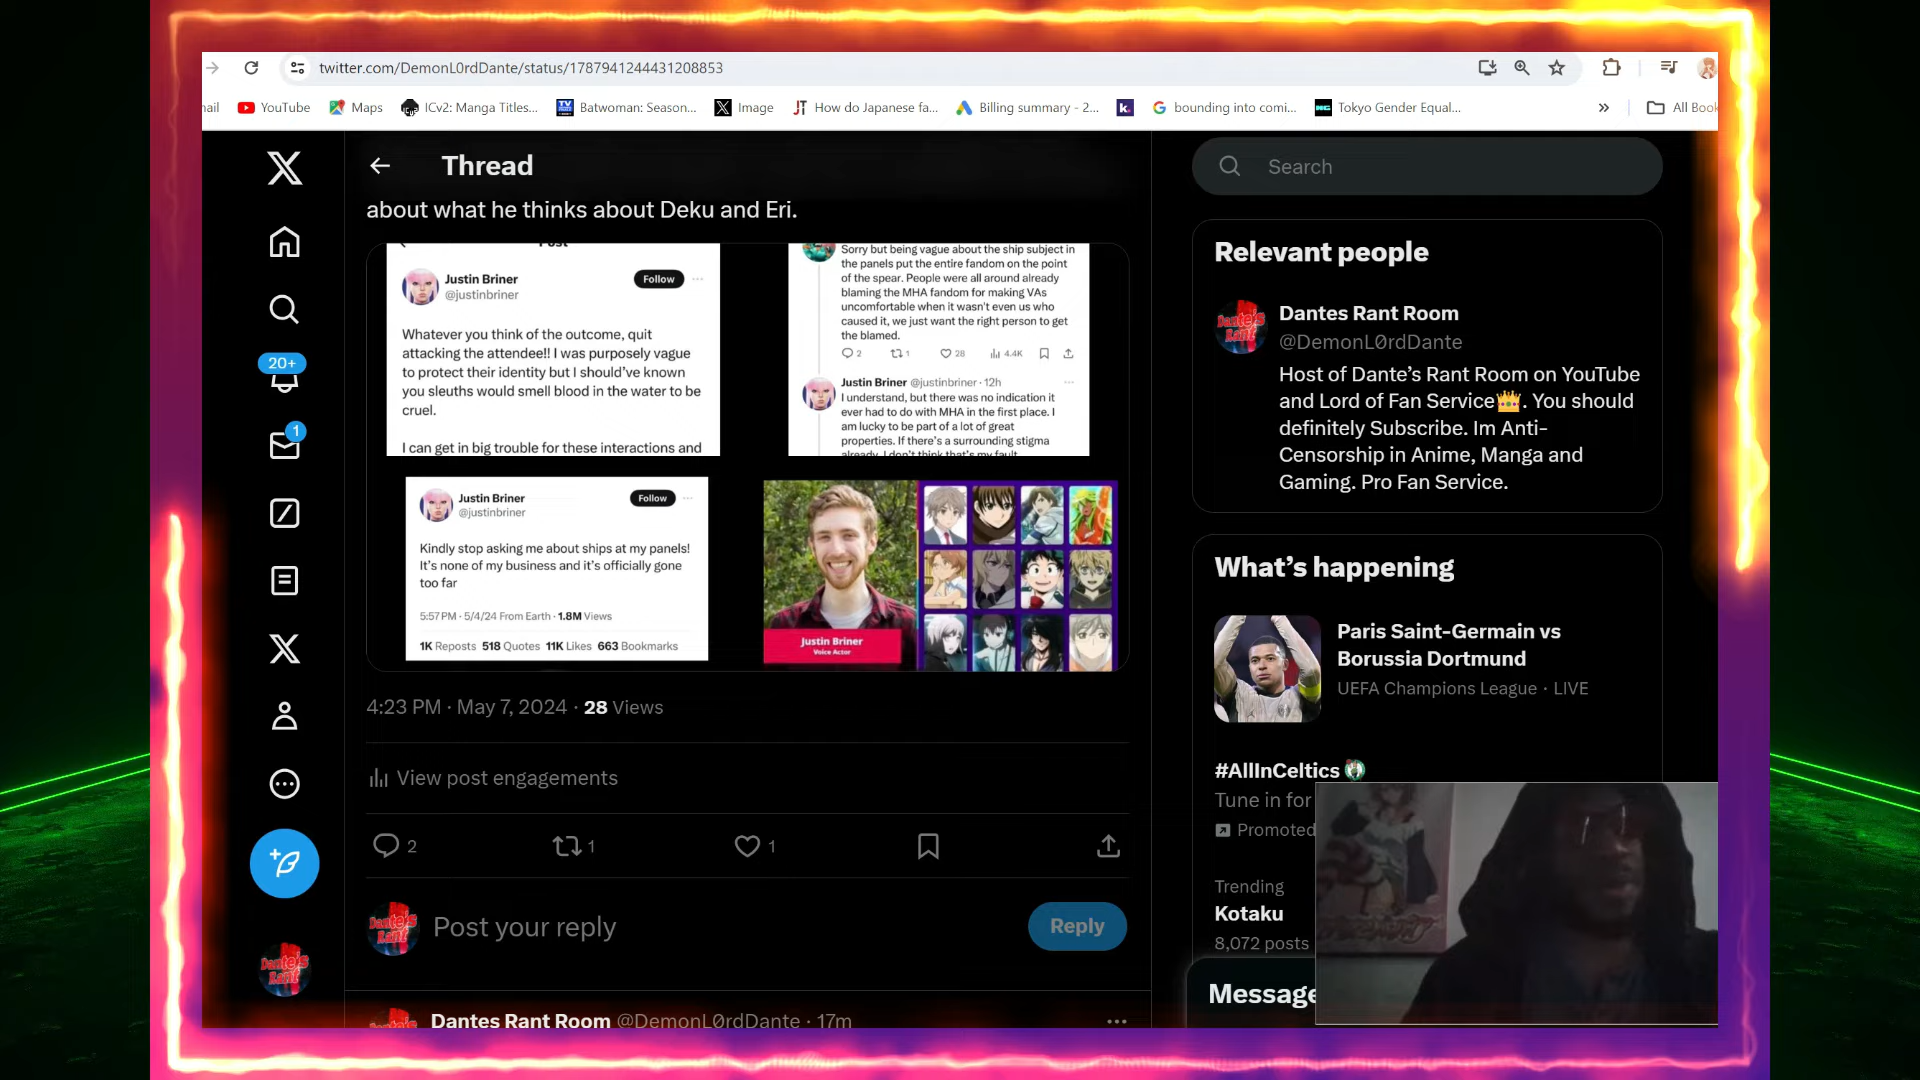 twitter.com/DemonL0rdDante/status/1787941244431208853
nail
YouTube
Maps
ICv2: Manga Titles...
Batwoman: Season...
Image
How do Japanese fa...
Billing summary - 2...
bounding into comi...
Tokyo Gender Equal...
»
All Book
Thread
Search
about what he thinks about Deku and Eri.
Post
Justin Briner
@justinbriner
Follow
Whatever you think of the outcome, quit
attacking the attendee!! I was purposely vague
to protect their identity but I should've known
you sleuths would smell blood in the water to be
cruel.
I can get in big trouble for these interactions and
Sorry but being vague about the ship subject in
the panels put the entire fandom on the point
of the spear. People were all around already
blaming the MHA fandom for making VAs
uncomfortable when it wasn't even us who
caused it, we just want the right person to get
the blamed.
2 1 28 4.4K
Justin Briner @justinbriner · 12h
I understand, but there was no indication it
ever had to do with MHA in the first place. I
am lucky to be part of a lot of great
properties. If there's a surrounding stigma
already, I don't think that's my fault
Justin Briner
@justinbriner
Follow
Kindly stop asking me about ships at my panels!
It's none of my business and it's officially gone
too far
5:57 PM · 5/4/24 From Earth · 1.8M Views
1K Reposts 518 Quotes 11K Likes 663 Bookmarks
Justin Briner
Voice Actor
4:23 PM · May 7, 2024 · 28 Views
View post engagements
2 1 1
Post your reply
Reply
Dantes Rant Room @DemonL0rdDante · 17m
20+
1
Dante's
Rant
Relevant people
Dantes Rant Room
@DemonL0rdDante
Host of Dante's Rant Room on YouTube
and Lord of Fan Service👑. You should
definitely Subscribe. Im Anti-
Censorship in Anime, Manga and
Gaming. Pro Fan Service.
What's happening
Paris Saint-Germain vs
Borussia Dortmund
UEFA Champions League · LIVE
#AllInCeltics
Tune in for
Promoted
Trending
Kotaku
8,072 posts
Message